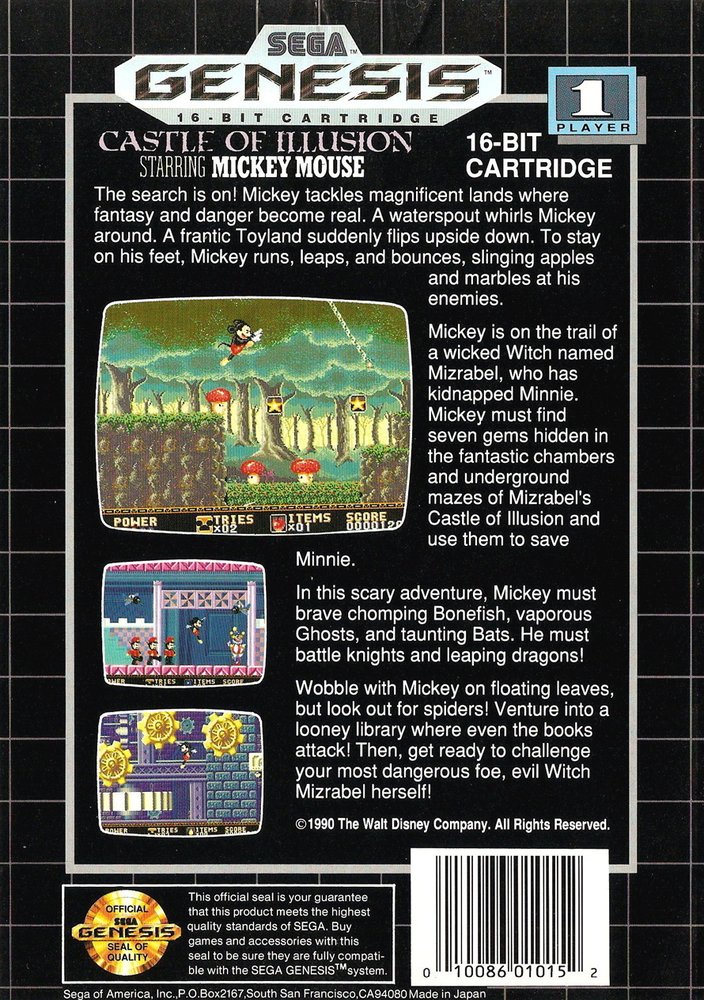 SEGA™
GENESIS™
16-BIT CARTRIDGE
1
PLAYER
CASTLE OF ILLUSION
STARRING MICKEY MOUSE
16-BIT
CARTRIDGE
The search is on! Mickey tackles magnificent lands where
fantasy and danger become real. A waterspout whirls Mickey
around. A frantic Toyland suddenly flips upside down. To stay
on his feet, Mickey runs, leaps, and bounces, slinging apples
and marbles at his
enemies.
Mickey is on the trail of
a wicked Witch named
Mizrabel, who has
kidnapped Minnie.
Mickey must find
seven gems hidden in
the fantastic chambers
and underground
mazes of Mizrabel's
Castle of Illusion and
use them to save
Minnie.
POWER TRIES ITEMS SCORE
×02 ×01 0000120
In this scary adventure, Mickey must
brave chomping Bonefish, vaporous
Ghosts, and taunting Bats. He must
battle knights and leaping dragons!
TRIES ITEMS SCORE
Wobble with Mickey on floating leaves,
but look out for spiders! Venture into a
looney library where even the books
attack! Then, get ready to challenge
your most dangerous foe, evil Witch
Mizrabel herself!
TRIES ITEMS SCORE
©1990 The Walt Disney Company. All Rights Reserved.
OFFICIAL
SEGA
GENESIS
SEAL OF
QUALITY
This official seal is your guarantee
that this product meets the highest
quality standards of SEGA. Buy
games and accessories with this
seal to be sure they are fully compati-
ble with the SEGA GENESIS™ system.
0 10086 01015 2
Sega of America, Inc.,P.O.Box2167,South San Francisco,CA94080 Made in Japan